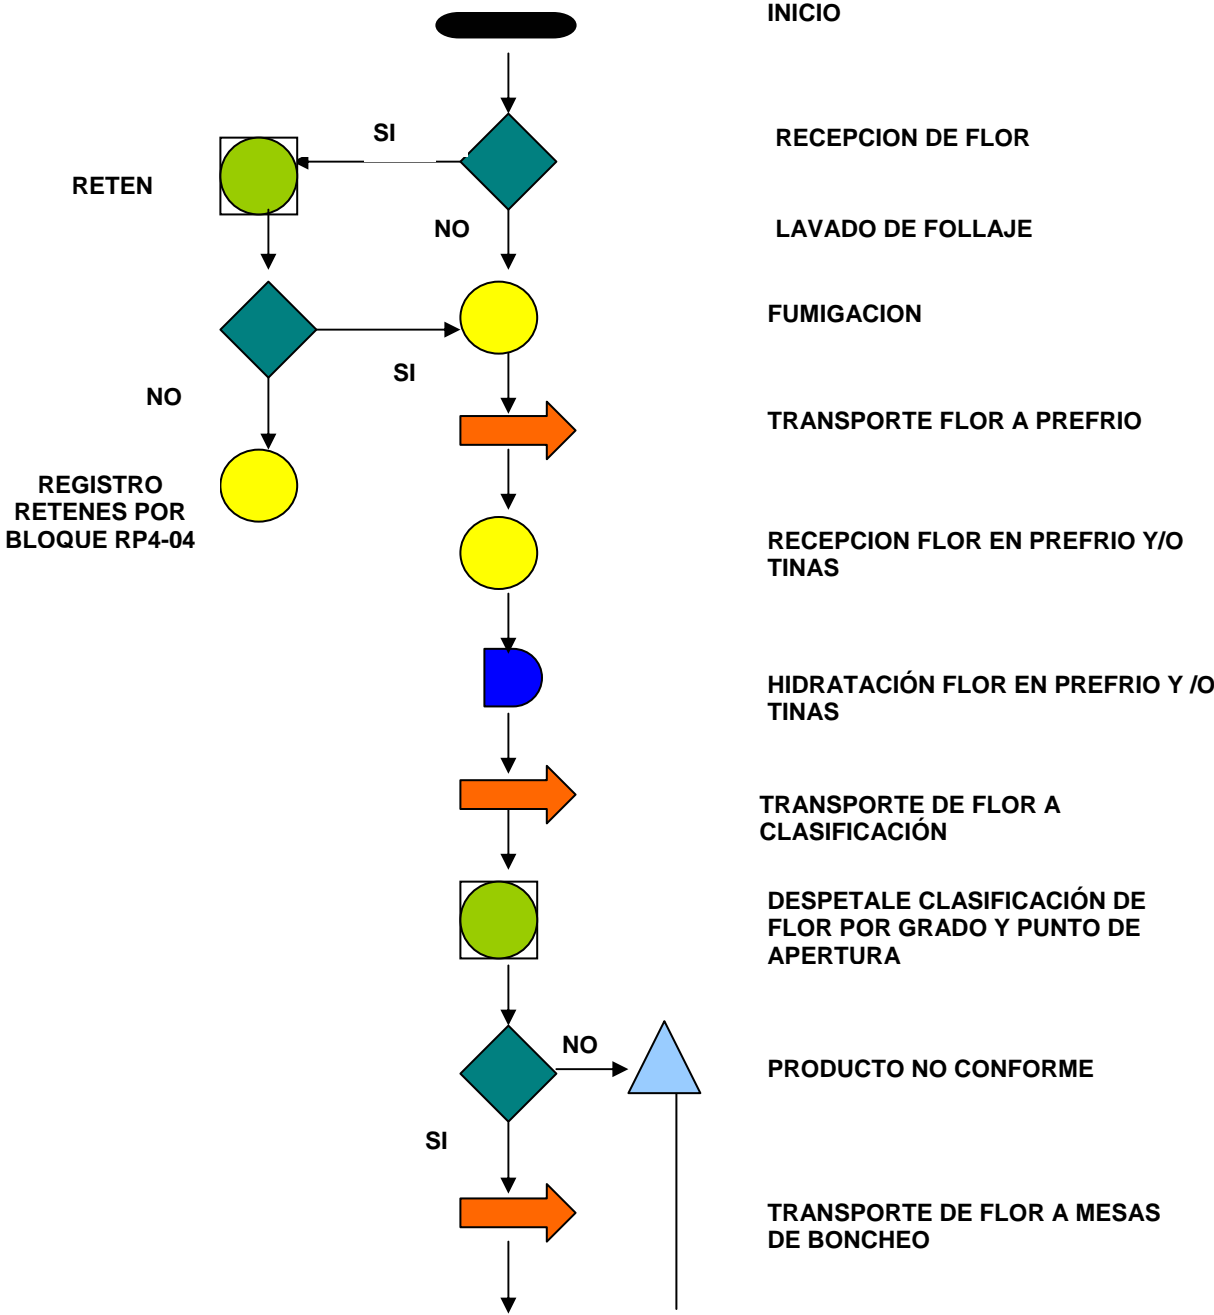 INICIO
SI
RECEPCION DE FLOR
RETEN
NO
LAVADO DE FOLLAJE
FUMIGACION
SI
NO
TRANSPORTE FLOR A PREFRIO
REGISTRO
RETENES POR
BLOQUE RP4-04
RECEPCION FLOR EN PREFRIO Y/O
TINAS
HIDRATACIÓN FLOR EN PREFRIO Y /O
TINAS
TRANSPORTE DE FLOR A
CLASIFICACIÓN
DESPETALE CLASIFICACIÓN DE
FLOR POR GRADO Y PUNTO DE
APERTURA
NO
PRODUCTO NO CONFORME
SI
TRANSPORTE DE FLOR A MESAS
DE BONCHEO